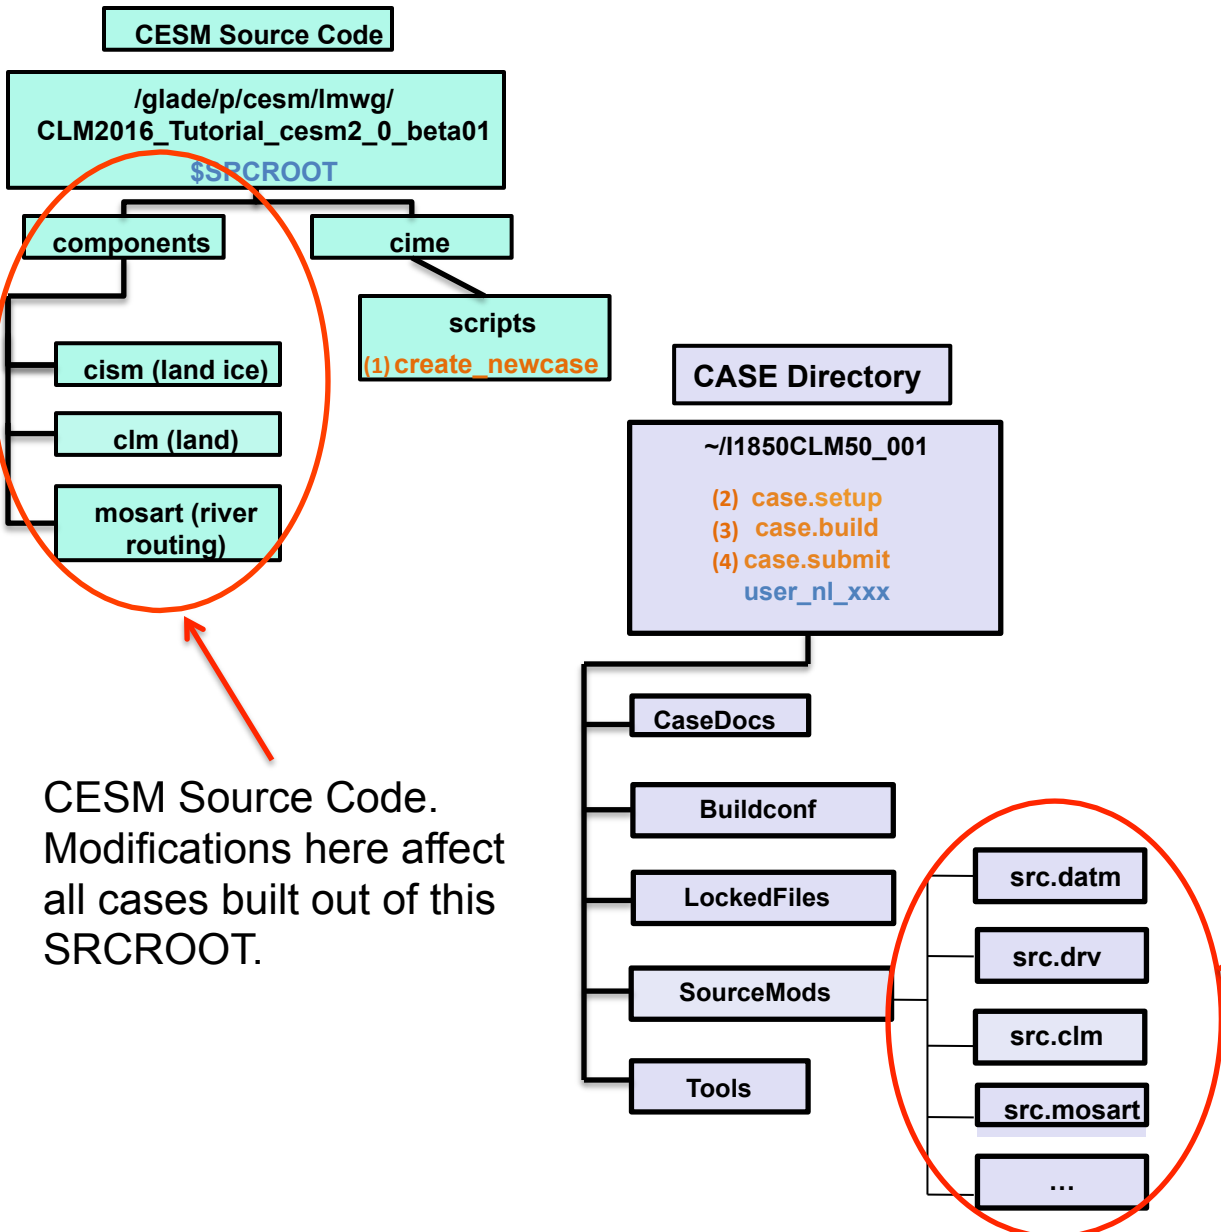 CESM Source Code
/glade/p/cesm/lmwg/
CLM2016_Tutorial_cesm2_0_beta01
$SRCROOT
components
cime
scripts
(1) create_newcase
cism (land ice)
clm (land)
mosart (river
routing)
CESM Source Code.
Modifications here affect
all cases built out of this
SRCROOT.
CASE Directory
~/I1850CLM50_001
(2) case.setup
(3) case.build
(4) case.submit
user_nl_xxx
CaseDocs
Buildconf
LockedFiles
SourceMods
Tools
src.datm
src.drv
src.clm
src.mosart
…